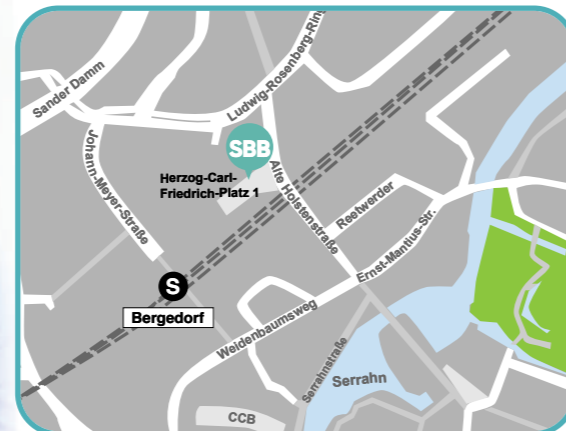 Sander Damm
Ludwig-Rosenberg-Ring
Johann-Meyer-Straße
SBB
Herzog-Carl-
Friedrich-Platz 1
Alte Holstenstraße
Reetwerder
Ernst-Mantius-Str.
S
Bergedorf
Weidenbaumsweg
Serrahnstraße
Serrahn
CCB